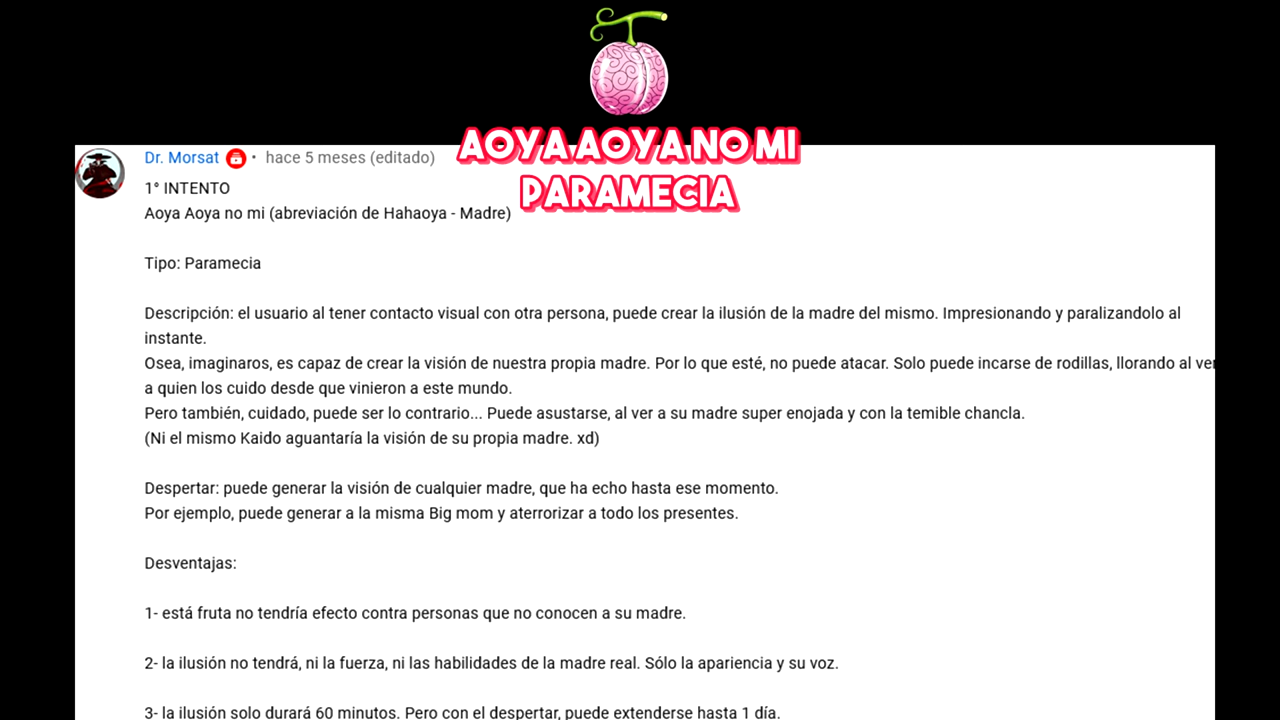 AOYA AOYA NO MI
PARAMECIA
Dr. Morsat • hace 5 meses (editado)
1° INTENTO
Aoya Aoya no mi (abreviación de Hahaoya - Madre)
Tipo: Paramecia
Descripción: el usuario al tener contacto visual con otra persona, puede crear la ilusión de la madre del mismo. Impresionando y paralizandolo al
instante.
Osea, imaginaros, es capaz de crear la visión de nuestra propia madre. Por lo que esté, no puede atacar. Solo puede incarse de rodillas, llorando al ver
a quien los cuido desde que vinieron a este mundo.
Pero también, cuidado, puede ser lo contrario... Puede asustarse, al ver a su madre super enojada y con la temible chancla.
(Ni el mismo Kaido aguantaría la visión de su propia madre. xd)
Despertar: puede generar la visión de cualquier madre, que ha echo hasta ese momento.
Por ejemplo, puede generar a la misma Big mom y aterrorizar a todo los presentes.
Desventajas:
1- está fruta no tendría efecto contra personas que no conocen a su madre.
2- la ilusión no tendrá, ni la fuerza, ni las habilidades de la madre real. Sólo la apariencia y su voz.
3- la ilusión solo durará 60 minutos. Pero con el despertar, puede extenderse hasta 1 día.